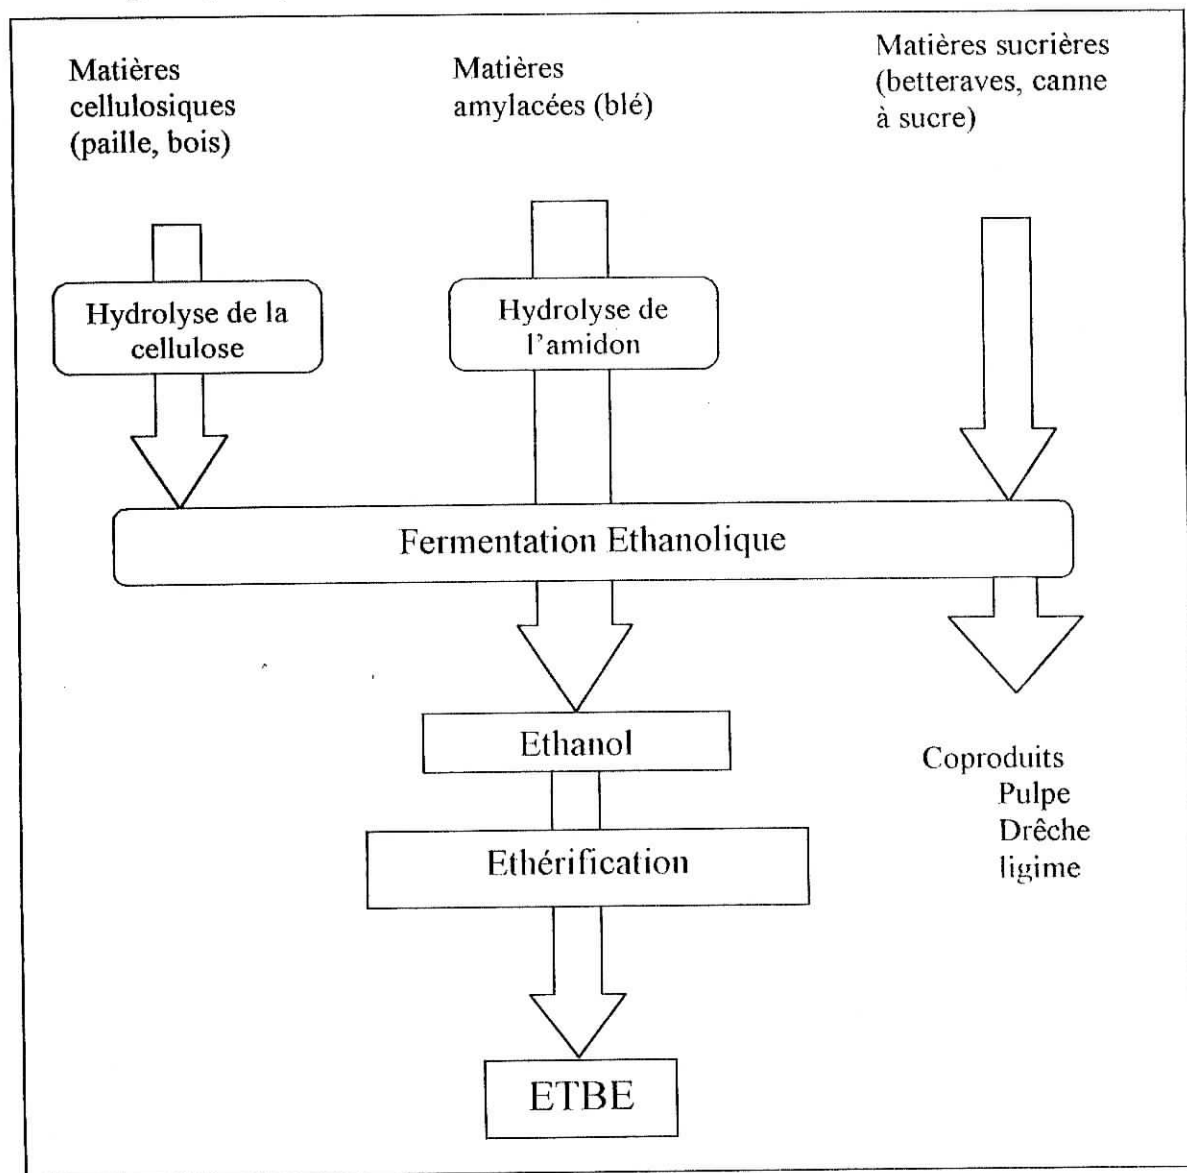 Matières
cellulosiques
(paille, bois)
Matières
amylacées (blé)
Matières sucrières
(betteraves, canne
à sucre)
Hydrolyse de la
cellulose
Hydrolyse de
l'amidon
Fermentation Ethanolique
Ethanol
Ethérification
ETBE
Coproduits
Pulpe
Drêche
ligime